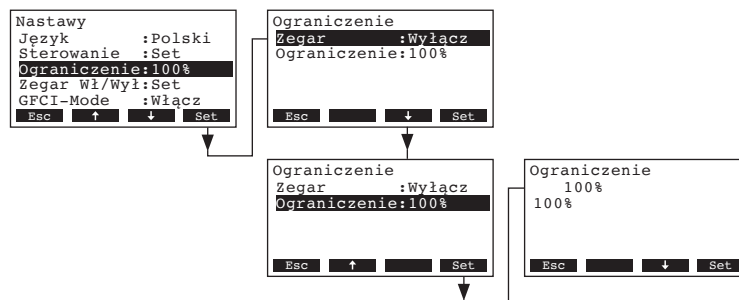 Nastawy
Język :Polski
Sterowanie :Set
Ograniczenie:100%
Zegar Wł/Wył:Set
GFCI-Mode :Włącz
Esc ↑ ↓ Set
Ograniczenie
Zegar :Wyłącz
Ograniczenie:100%
Esc ↓ Set
Ograniczenie
Zegar :Wyłącz
Ograniczenie:100%
Esc ↑ Set
Ograniczenie
100%
100%
Esc ↓ Set